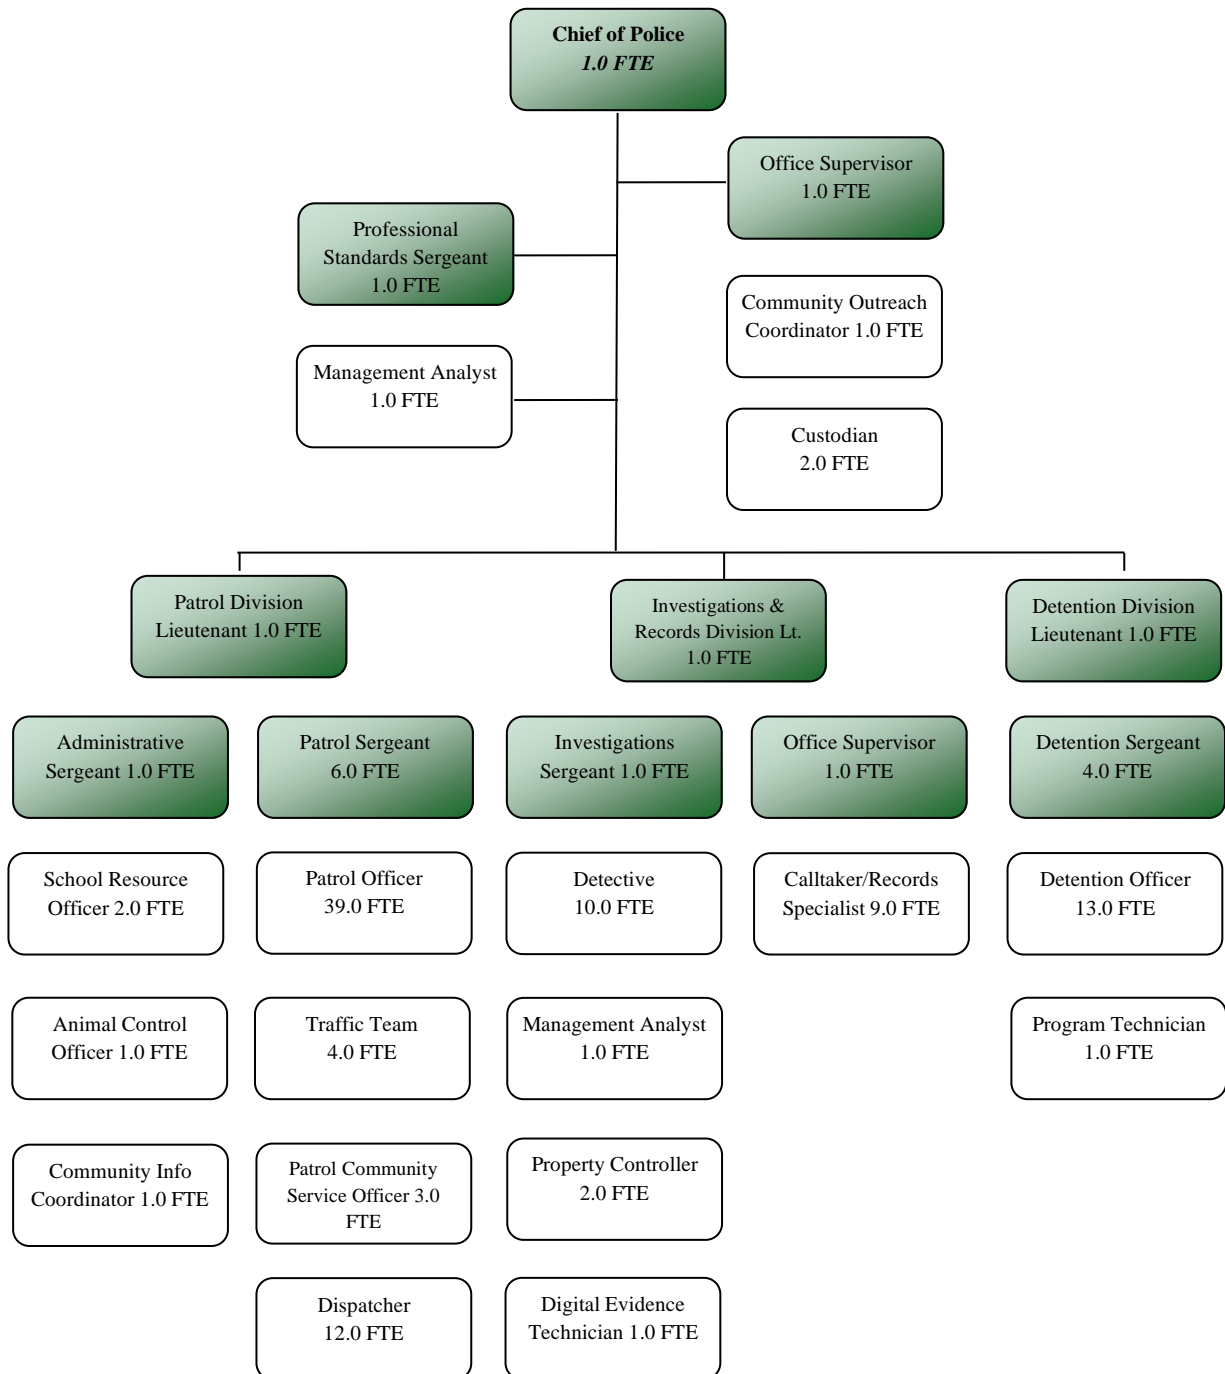 Chief of Police
1.0 FTE
Office Supervisor
1.0 FTE
Professional
Standards Sergeant
1.0 FTE
Community Outreach
Coordinator 1.0 FTE
Management Analyst
1.0 FTE
Custodian
2.0 FTE
Patrol Division
Lieutenant 1.0 FTE
Investigations &
Records Division Lt.
1.0 FTE
Detention Division
Lieutenant 1.0 FTE
Administrative
Sergeant 1.0 FTE
Patrol Sergeant
6.0 FTE
Investigations
Sergeant 1.0 FTE
Office Supervisor
1.0 FTE
Detention Sergeant
4.0 FTE
School Resource
Officer 2.0 FTE
Patrol Officer
39.0 FTE
Detective
10.0 FTE
Calltaker/Records
Specialist 9.0 FTE
Detention Officer
13.0 FTE
Animal Control
Officer 1.0 FTE
Traffic Team
4.0 FTE
Management Analyst
1.0 FTE
Program Technician
1.0 FTE
Community Info
Coordinator 1.0 FTE
Patrol Community
Service Officer 3.0
FTE
Property Controller
2.0 FTE
Dispatcher
12.0 FTE
Digital Evidence
Technician 1.0 FTE